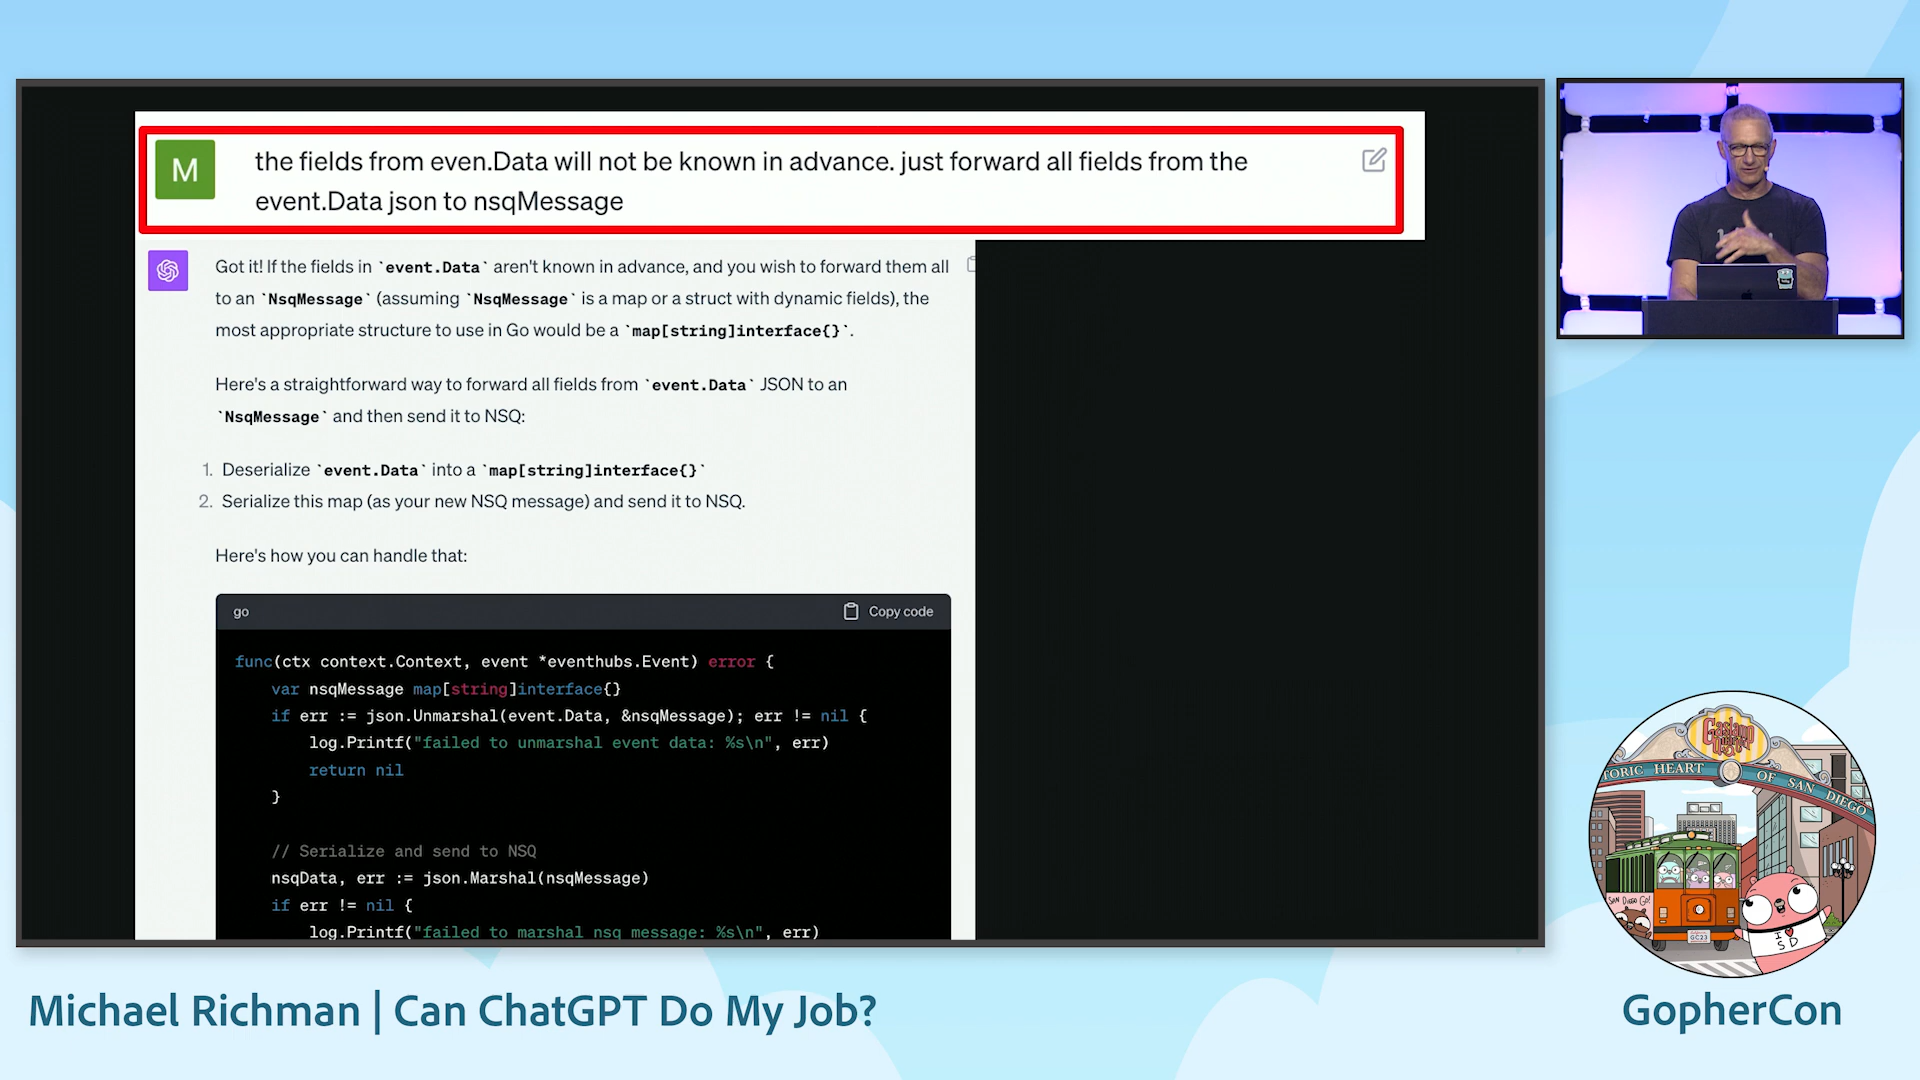 M
the fields from even.Data will not be known in advance. just forward all fields from the
event.Data json to nsqMessage
Got it! If the fields in `event.Data` aren't known in advance, and you wish to forward them all
to an `NsqMessage` (assuming `NsqMessage` is a map or a struct with dynamic fields), the
most appropriate structure to use in Go would be a `map[string]interface{}`.
Here's a straightforward way to forward all fields from `event.Data` JSON to an
`NsqMessage` and then send it to NSQ:
1. Deserialize `event.Data` into a `map[string]interface{}`
2. Serialize this map (as your new NSQ message) and send it to NSQ.
Here's how you can handle that:
go
Copy code
func(ctx context.Context, event *eventhubs.Event) error {
var nsqMessage map[string]interface{}
if err := json.Unmarshal(event.Data, &nsqMessage); err != nil {
log.Printf("failed to unmarshal event data: %s\n", err)
return nil
}
// Serialize and send to NSQ
nsqData, err := json.Marshal(nsqMessage)
if err != nil {
log.Printf("failed to marshal nsq message: %s\n", err)
Gaslamp
Quarter
TORIC HEART OF SAN DIEGO
SAN DIEGO GO!
GC23
I
SD
Michael Richman | Can ChatGPT Do My Job?
GopherCon